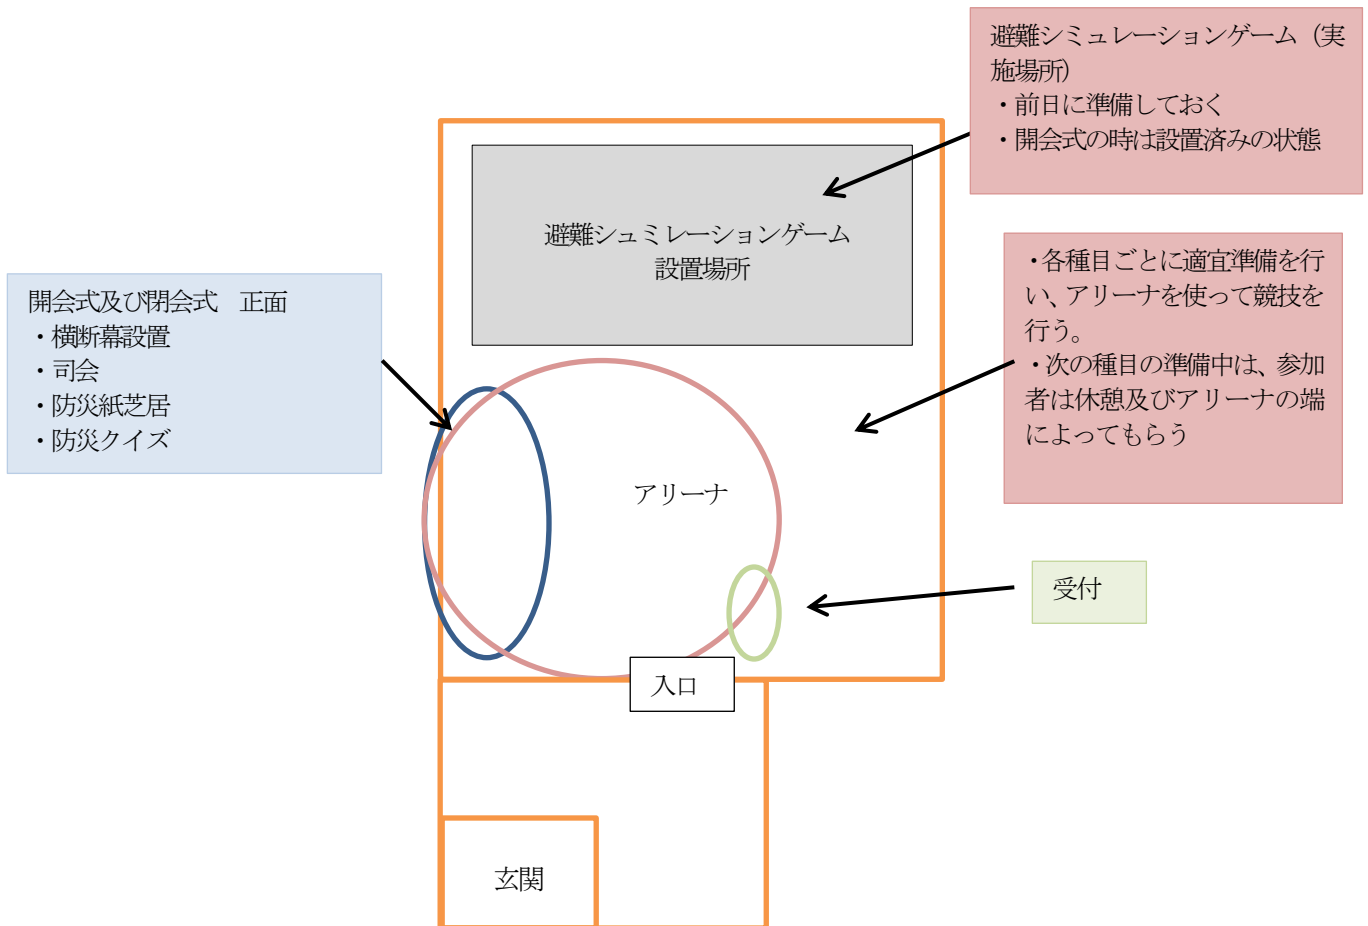 避難シミュレーションゲーム（実
施場所）
・前日に準備しておく
・開会式の時は設置済みの状態
避難シュミレーションゲーム
設置場所
・各種目ごとに適宜準備を行
い、アリーナを使って競技を
行う。
・次の種目の準備中は、参加
者は休憩及びアリーナの端
によってもらう
開会式及び閉会式　正面
・横断幕設置
・司会
・防災紙芝居
・防災クイズ
アリーナ
受付
入口
玄関